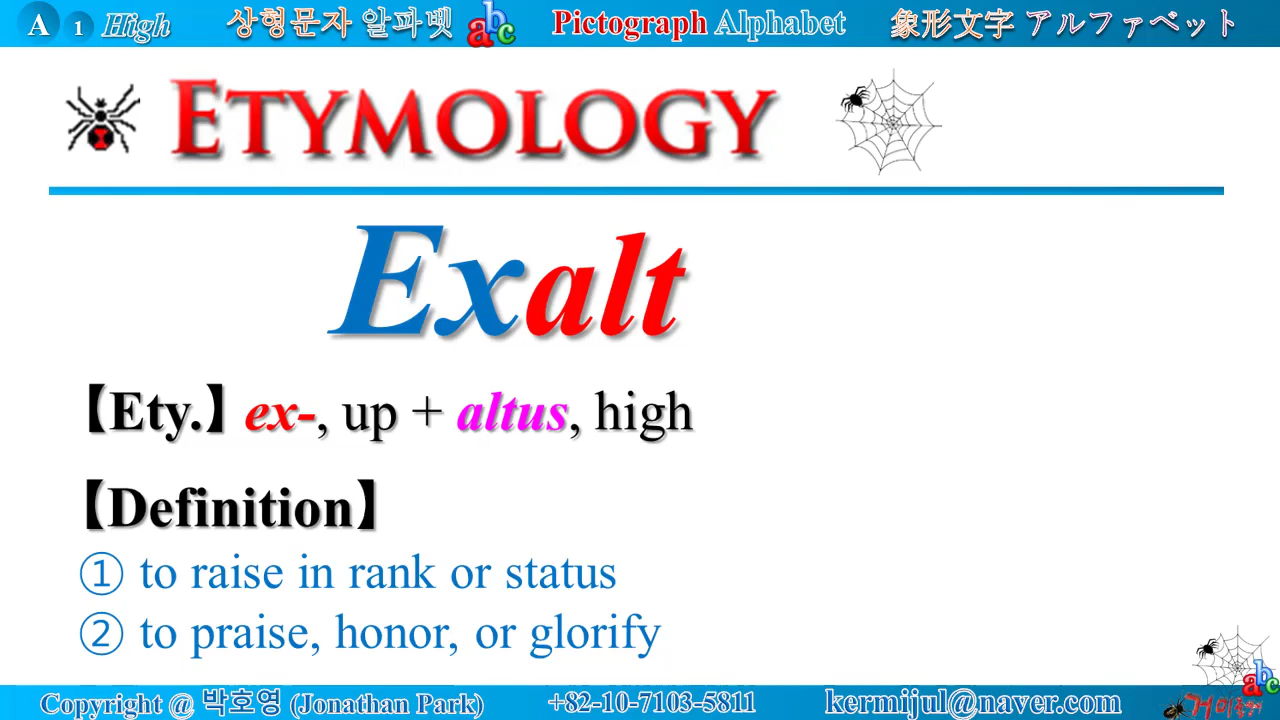 A 1 High 상형문자 알파벳 abc Pictograph Alphabet 象形文字 アルファベット
ETYMOLOGY
Exalt
【Ety.】 ex-, up + altus, high
【Definition】
① to raise in rank or status
② to praise, honor, or glorify
abc
Copyright @ 박호영 (Jonathan Park) +82-10-7103-5811 kermijul@naver.com